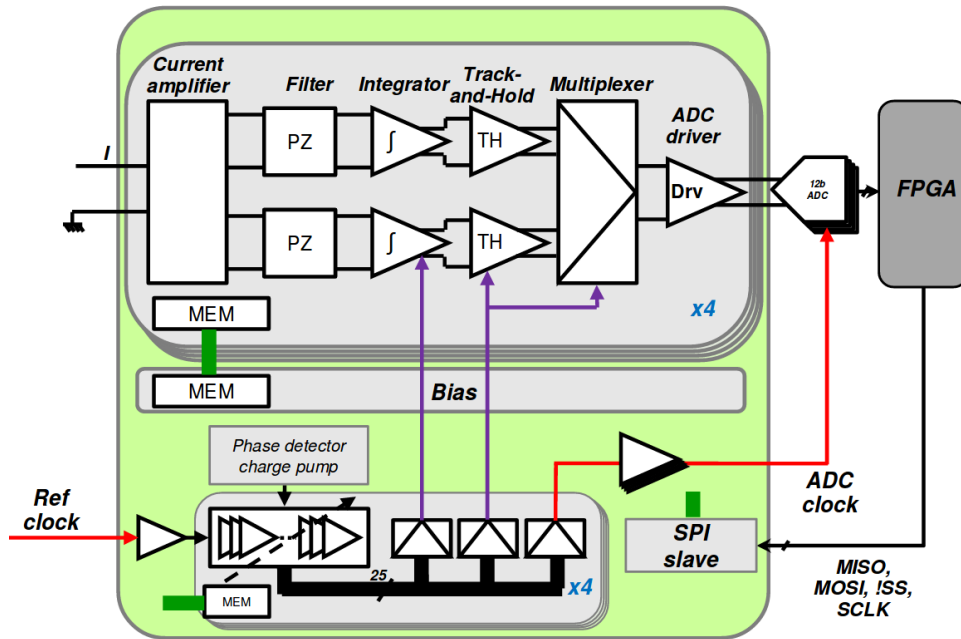 Current
amplifier
Filter
Integrator
Track-
and-Hold
Multiplexer
ADC
driver
I
PZ
∫
TH
Drv
12b
ADC
FPGA
PZ
∫
TH
MEM
x4
MEM
Bias
Phase detector
charge pump
Ref
clock
ADC
clock
25
MEM
x4
SPI
slave
MISO,
MOSI, !SS,
SCLK